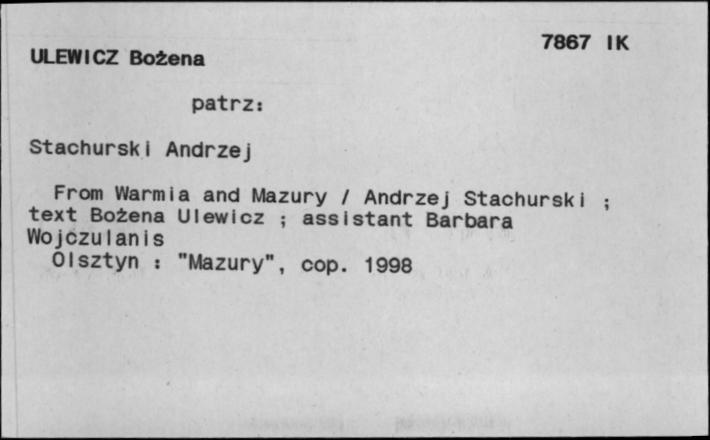 7867 IK
ULEWICZ Bożena
patrz:
Stachurski Andrzej
From Warmia and Mazury / Andrzej Stachurski ;
text Bożena Ulewicz ; assistant Barbara
Wojczulanis
Olsztyn : "Mazury", cop. 1998